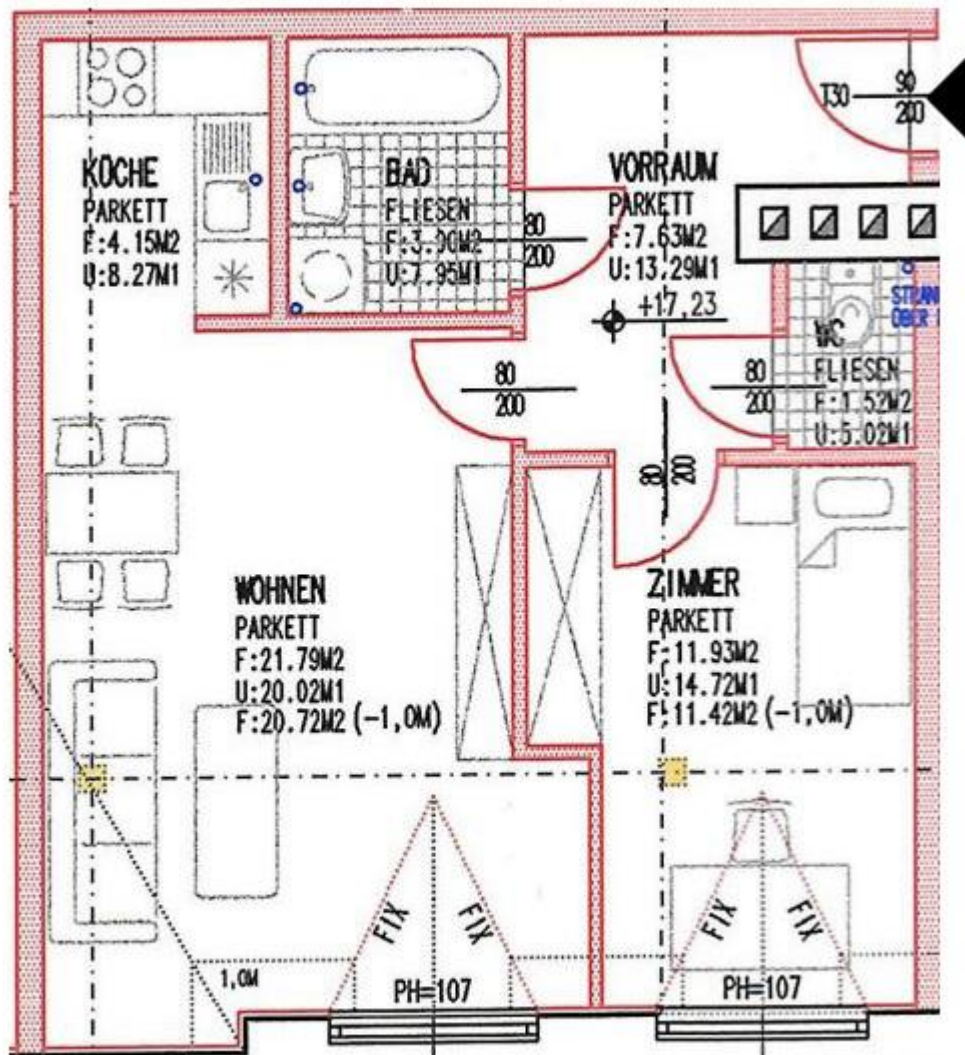 KÜCHE
PARKETT
F:4.15M2
U:8.27M1
BAD
FLIESEN
F:3.90M2
U:7.95M1
80
200
VORRAUM
PARKETT
F:7.63M2
U:13.29M1
+17,23
T30
90
200
WC
FLIESEN
F:1.52M2
U:5.02M1
80
200
80
200
80
200
WOHNEN
PARKETT
F:21.79M2
U:20.02M1
F:20.72M2 (-1,0M)
ZIMMER
PARKETT
F:11.93M2
U:14.72M1
F:11.42M2 (-1,0M)
FIX
FIX
FIX
FIX
1,0M
PH=107
PH=107